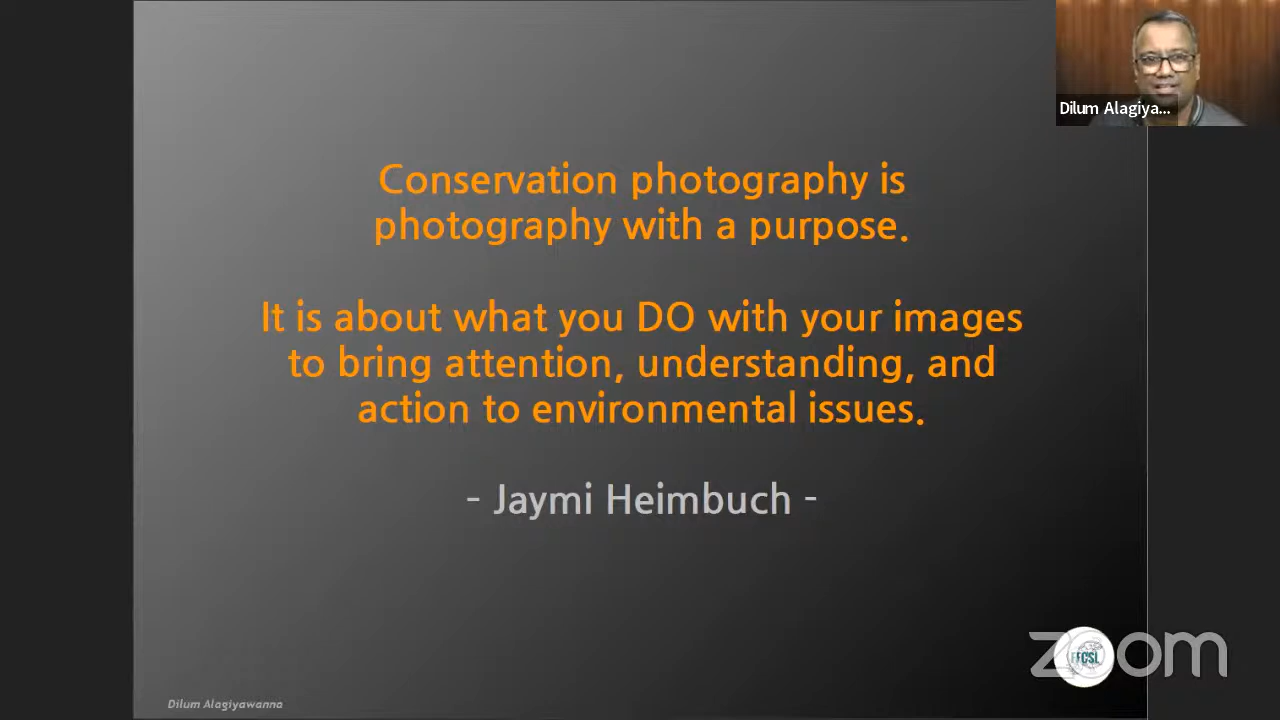 Dilum Alagiya...
Conservation photography is
photography with a purpose.
It is about what you DO with your images
to bring attention, understanding, and
action to environmental issues.
- Jaymi Heimbuch -
zoom
FFCSL
Dilum Alagiyawanna